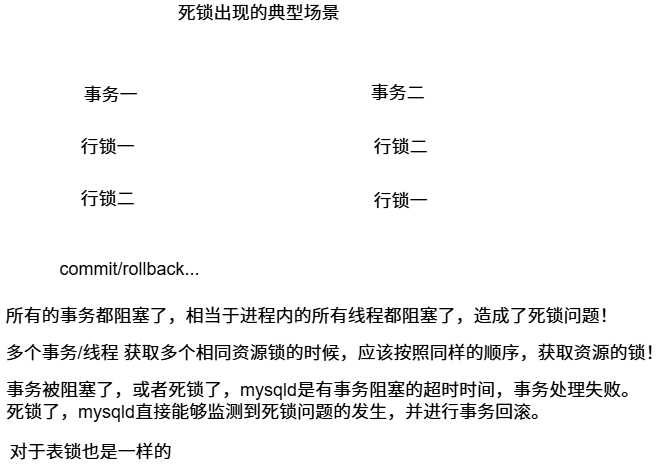 死锁出现的典型场景
事务一 事务二
行锁一 行锁二
行锁二 行锁一
commit/rollback...
所有的事务都阻塞了，相当于进程内的所有线程都阻塞了，造成了死锁问题！
多个事务/线程 获取多个相同资源锁的时候，应该按照同样的顺序，获取资源的锁！
事务被阻塞了，或者死锁了，mysqld是有事务阻塞的超时时间，事务处理失败。
死锁了，mysqld直接能够监测到死锁问题的发生，并进行事务回滚。
对于表锁也是一样的